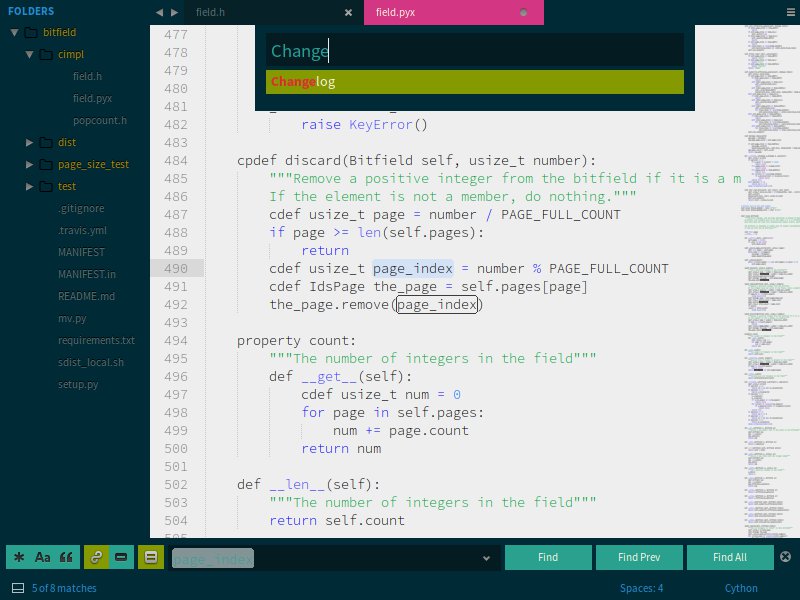 FOLDERS
bitfield
cimpl
field.h
field.pyx
popcount.h
dist
page_size_test
test
.gitignore
.travis.yml
MANIFEST
MANIFEST.in
README.md
mv.py
requirements.txt
sdist_local.sh
setup.py
field.h
field.pyx
Change
Changelog
477
478
479
480
481
482 raise KeyError()
483
484 cpdef discard(Bitfield self, usize_t number):
485 """Remove a positive integer from the bitfield if it is a m
486 If the element is not a member, do nothing."""
487 cdef usize_t page = number / PAGE_FULL_COUNT
488 if page >= len(self.pages):
489 return
490 cdef usize_t page_index = number % PAGE_FULL_COUNT
491 cdef IdsPage the_page = self.pages[page]
492 the_page.remove(page_index)
493
494 property count:
495 """The number of integers in the field"""
496 def __get__(self):
497 cdef usize_t num = 0
498 for page in self.pages:
499 num += page.count
500 return num
501
502 def __len__(self):
503 """The number of integers in the field"""
504 return self.count
Aa
page_index
Find
Find Prev
Find All
5 of 8 matches
Spaces: 4
Cython